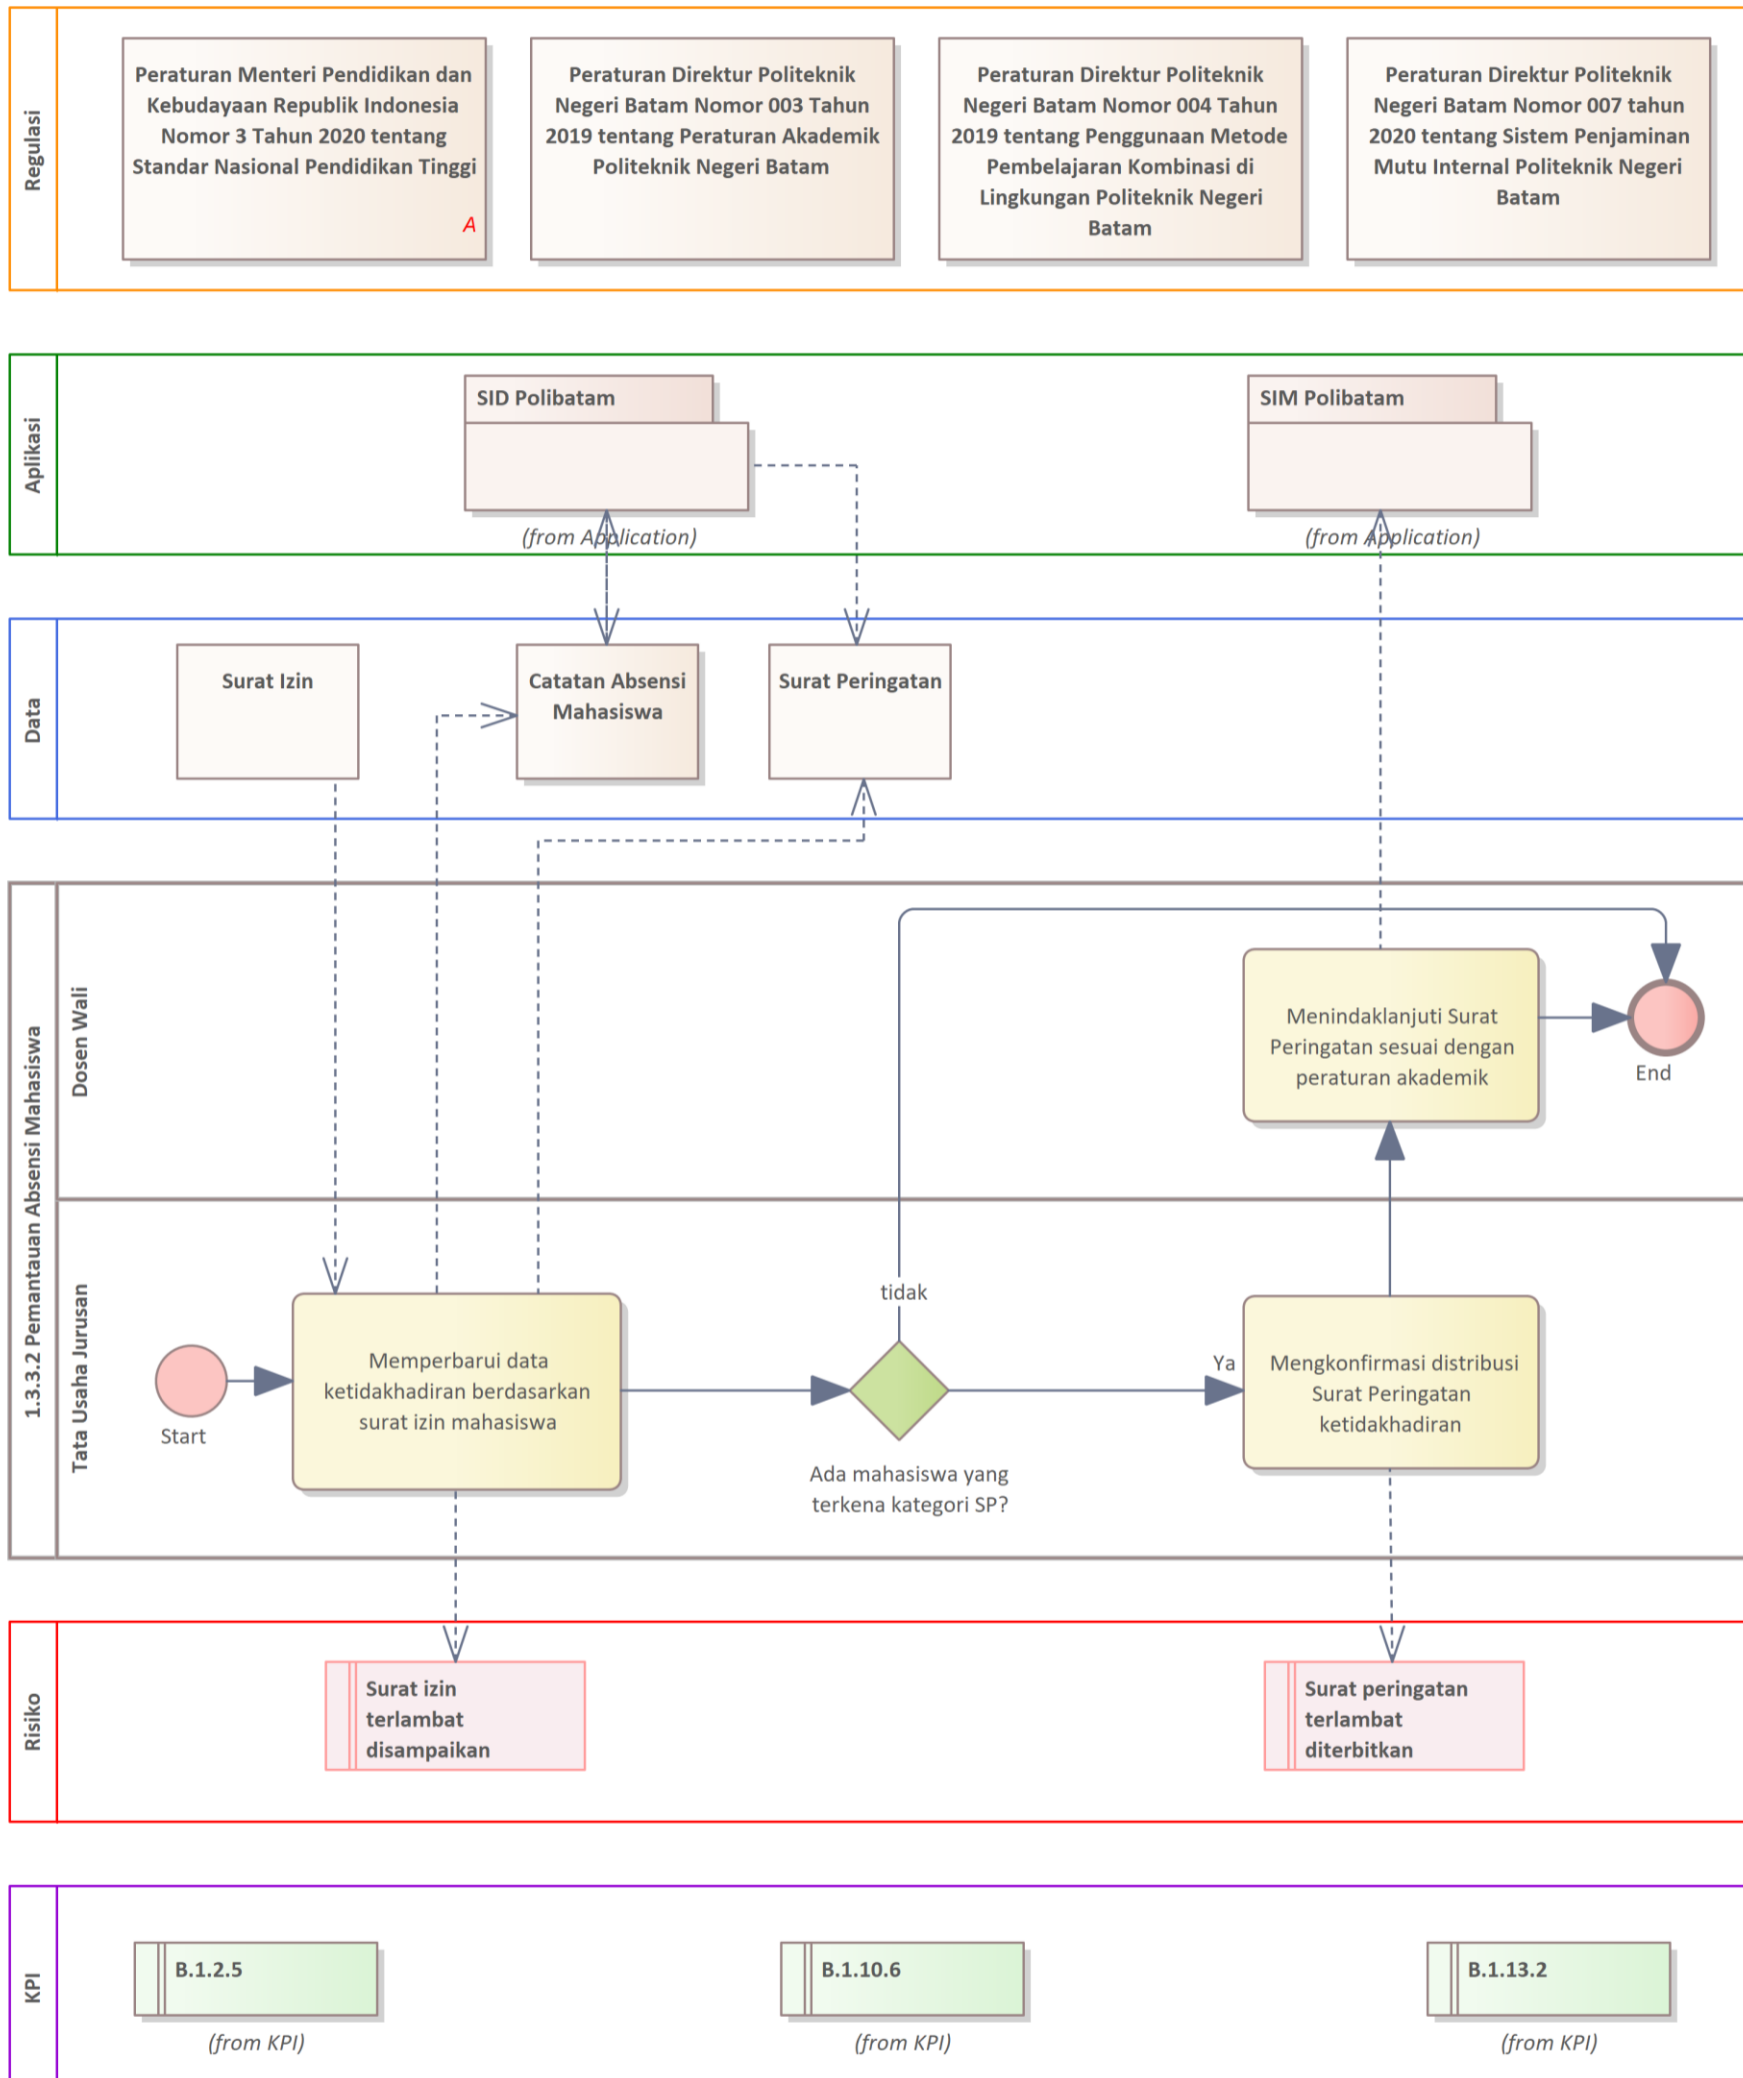 Regulasi
Peraturan Menteri Pendidikan dan
Kebudayaan Republik Indonesia
Nomor 3 Tahun 2020 tentang
Standar Nasional Pendidikan Tinggi
A
Peraturan Direktur Politeknik
Negeri Batam Nomor 003 Tahun
2019 tentang Peraturan Akademik
Politeknik Negeri Batam
Peraturan Direktur Politeknik
Negeri Batam Nomor 004 Tahun
2019 tentang Penggunaan Metode
Pembelajaran Kombinasi di
Lingkungan Politeknik Negeri
Batam
Peraturan Direktur Politeknik
Negeri Batam Nomor 007 tahun
2020 tentang Sistem Penjaminan
Mutu Internal Politeknik Negeri
Batam
Aplikasi
SID Polibatam
(from Application)
SIM Polibatam
(from Application)
Data
Surat Izin
Catatan Absensi
Mahasiswa
Surat Peringatan
1.3.3.2 Pemantauan Absensi Mahasiswa
Dosen Wali
Menindaklanjuti Surat
Peringatan sesuai dengan
peraturan akademik
End
Tata Usaha Jurusan
Start
Memperbarui data
ketidakhadiran berdasarkan
surat izin mahasiswa
tidak
Ada mahasiswa yang
terkena kategori SP?
Ya
Mengkonfirmasi distribusi
Surat Peringatan
ketidakhadiran
Risiko
Surat izin
terlambat
disampaikan
Surat peringatan
terlambat
diterbitkan
KPI
B.1.2.5
(from KPI)
B.1.10.6
(from KPI)
B.1.13.2
(from KPI)